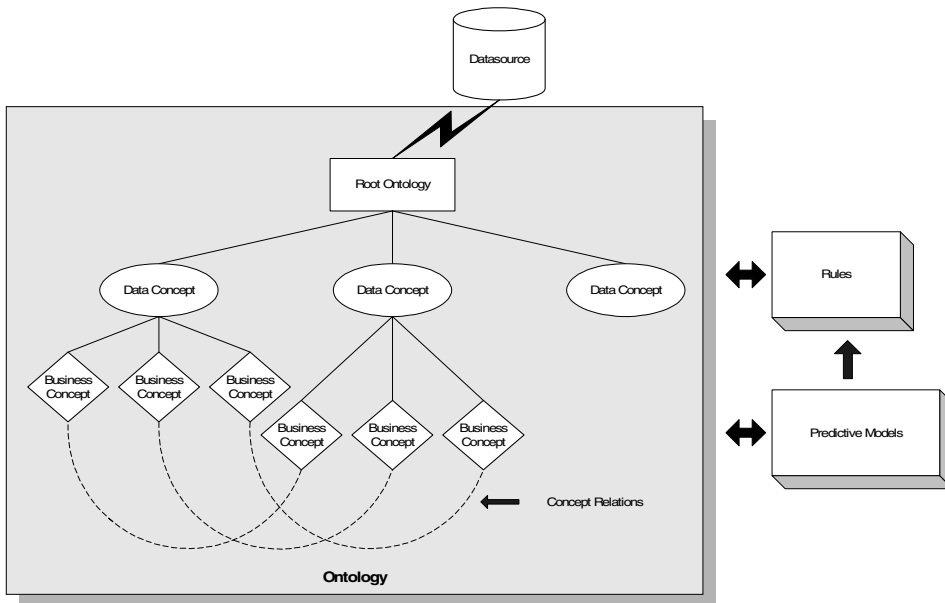 Datasource
Root Ontology
Data Concept
Data Concept
Data Concept
Rules
Business
Concept
Business
Concept
Business
Concept
Business
Concept
Business
Concept
Business
Concept
Predictive Models
Concept Relations
Ontology